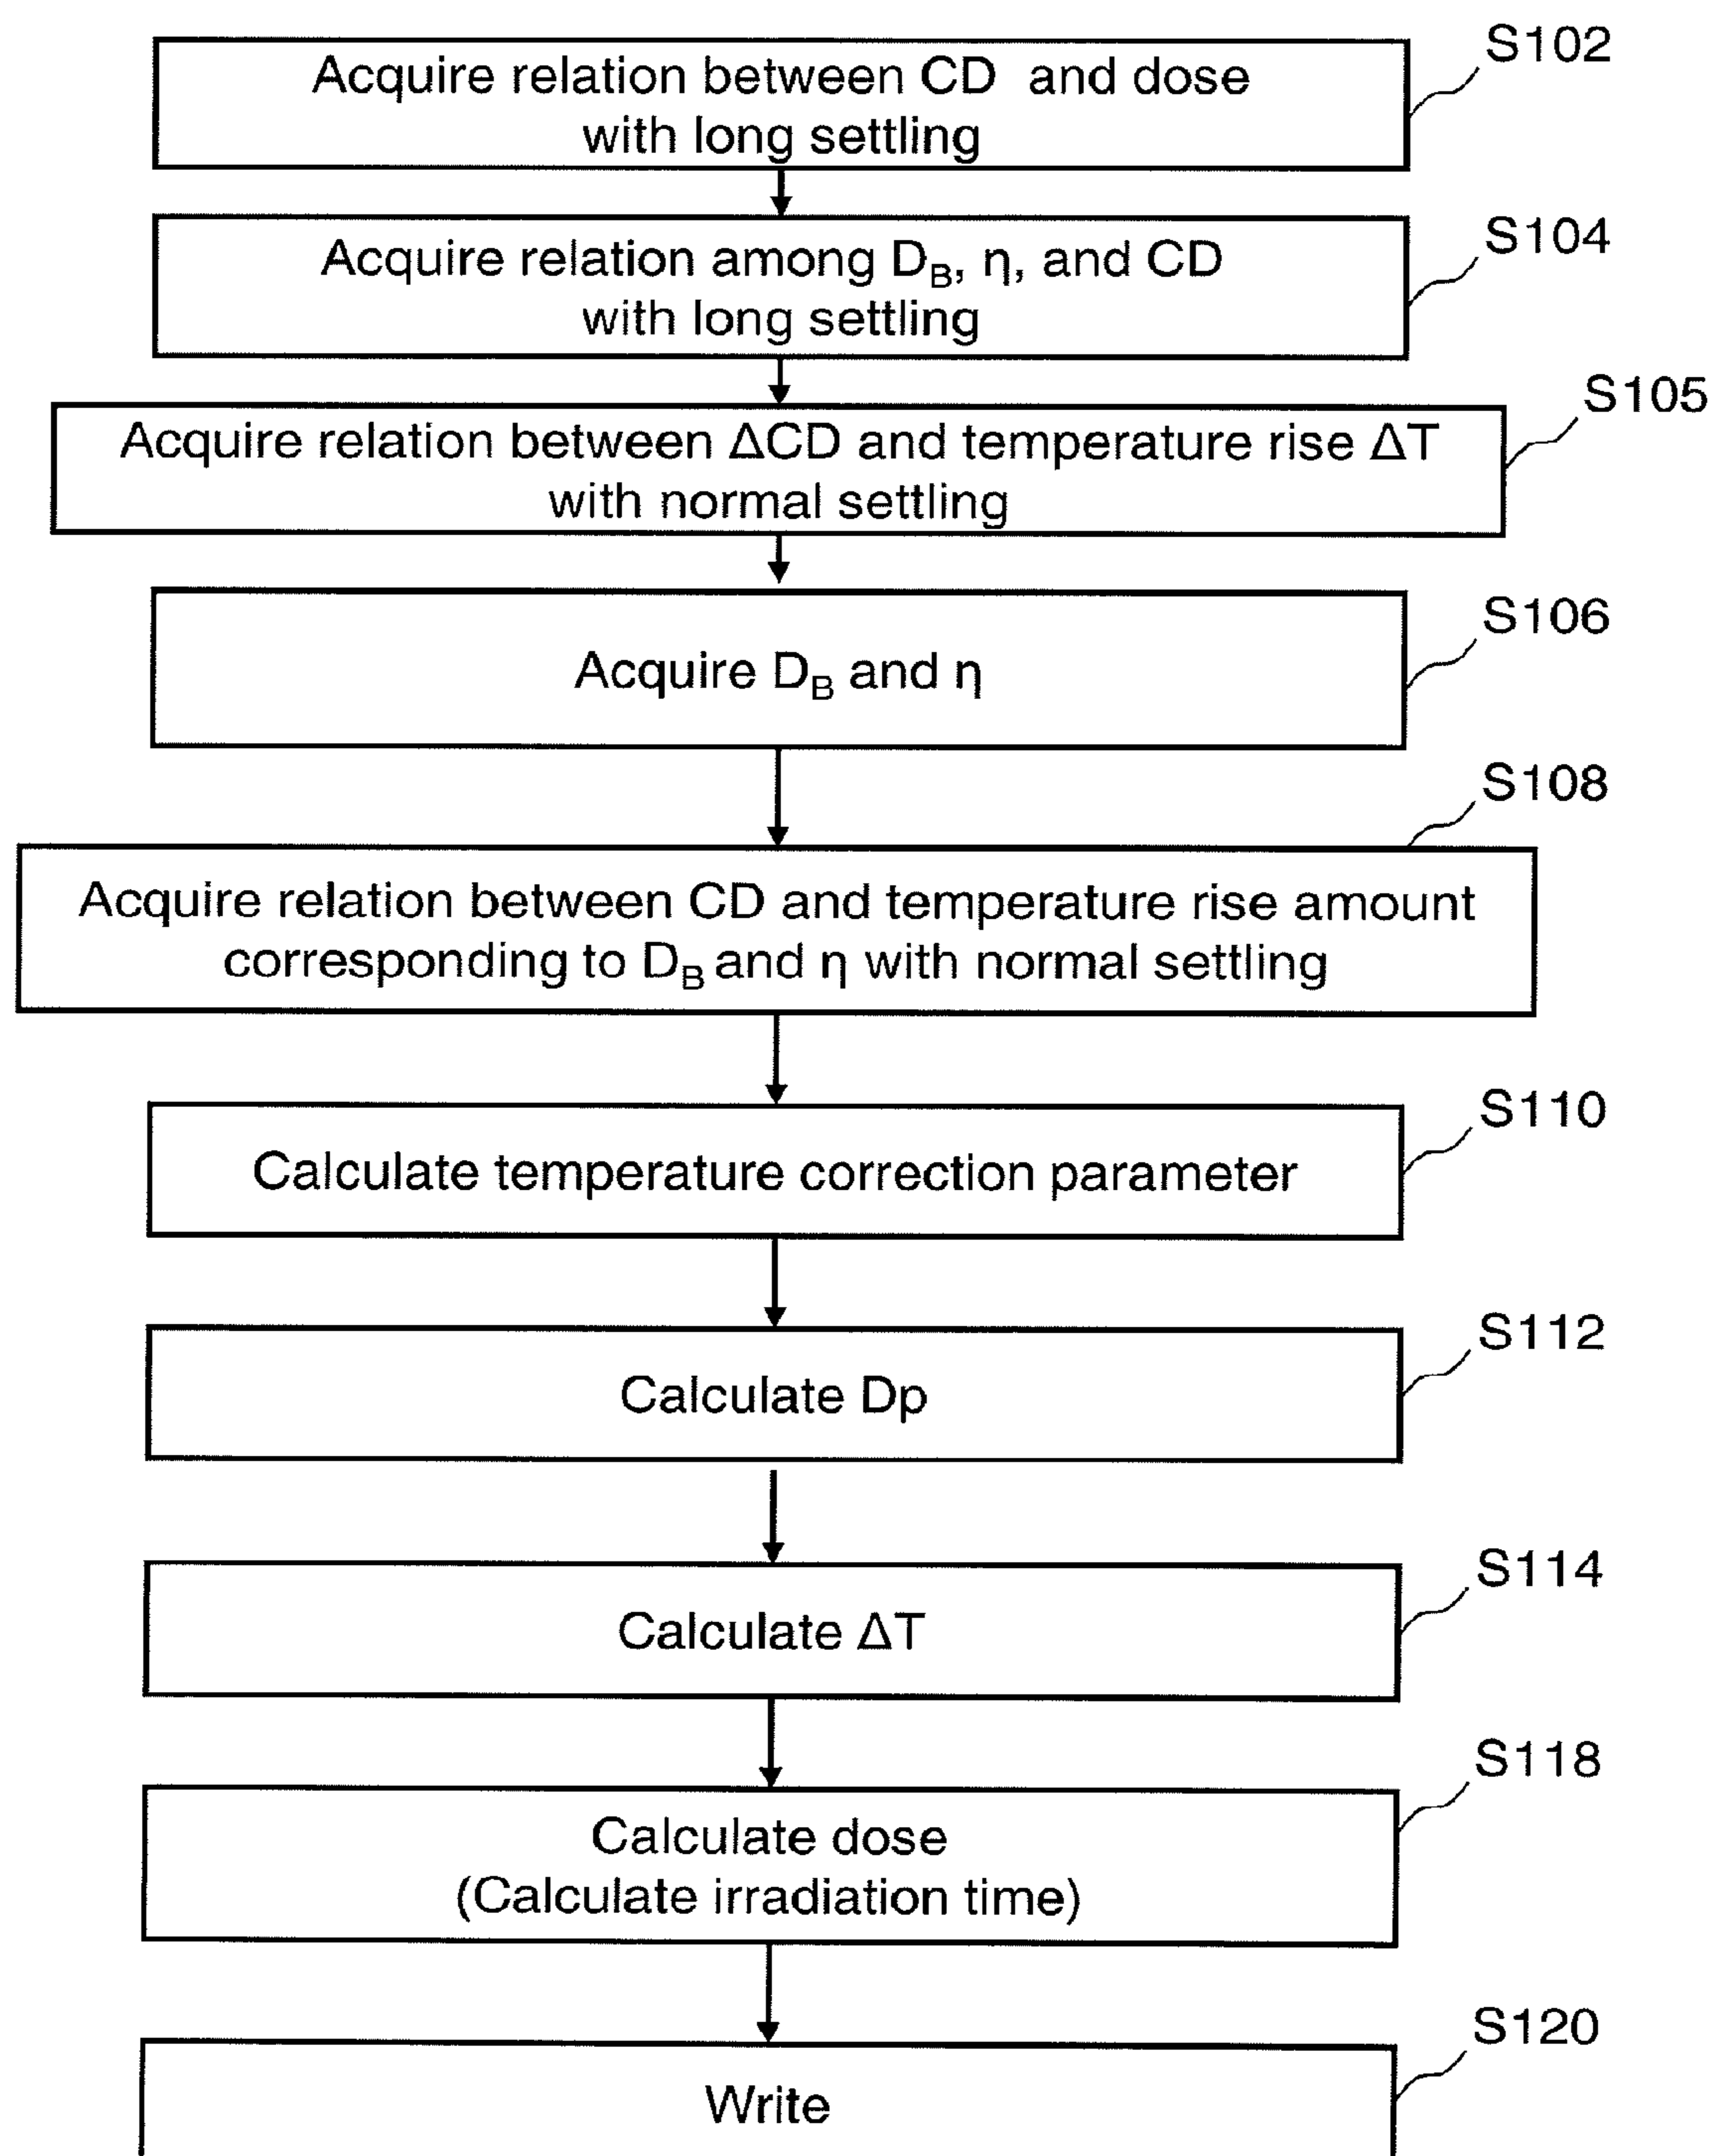 S102
Acquire relation between CD and dose
with long settling
S104
Acquire relation among D_B, η, and CD
with long settling
S105
Acquire relation between ΔCD and temperature rise ΔT
with normal settling
S106
Acquire D_B and η
S108
Acquire relation between CD and temperature rise amount
corresponding to D_B and η with normal settling
S110
Calculate temperature correction parameter
S112
Calculate Dp
S114
Calculate ΔT
S118
Calculate dose
(Calculate irradiation time)
S120
Write